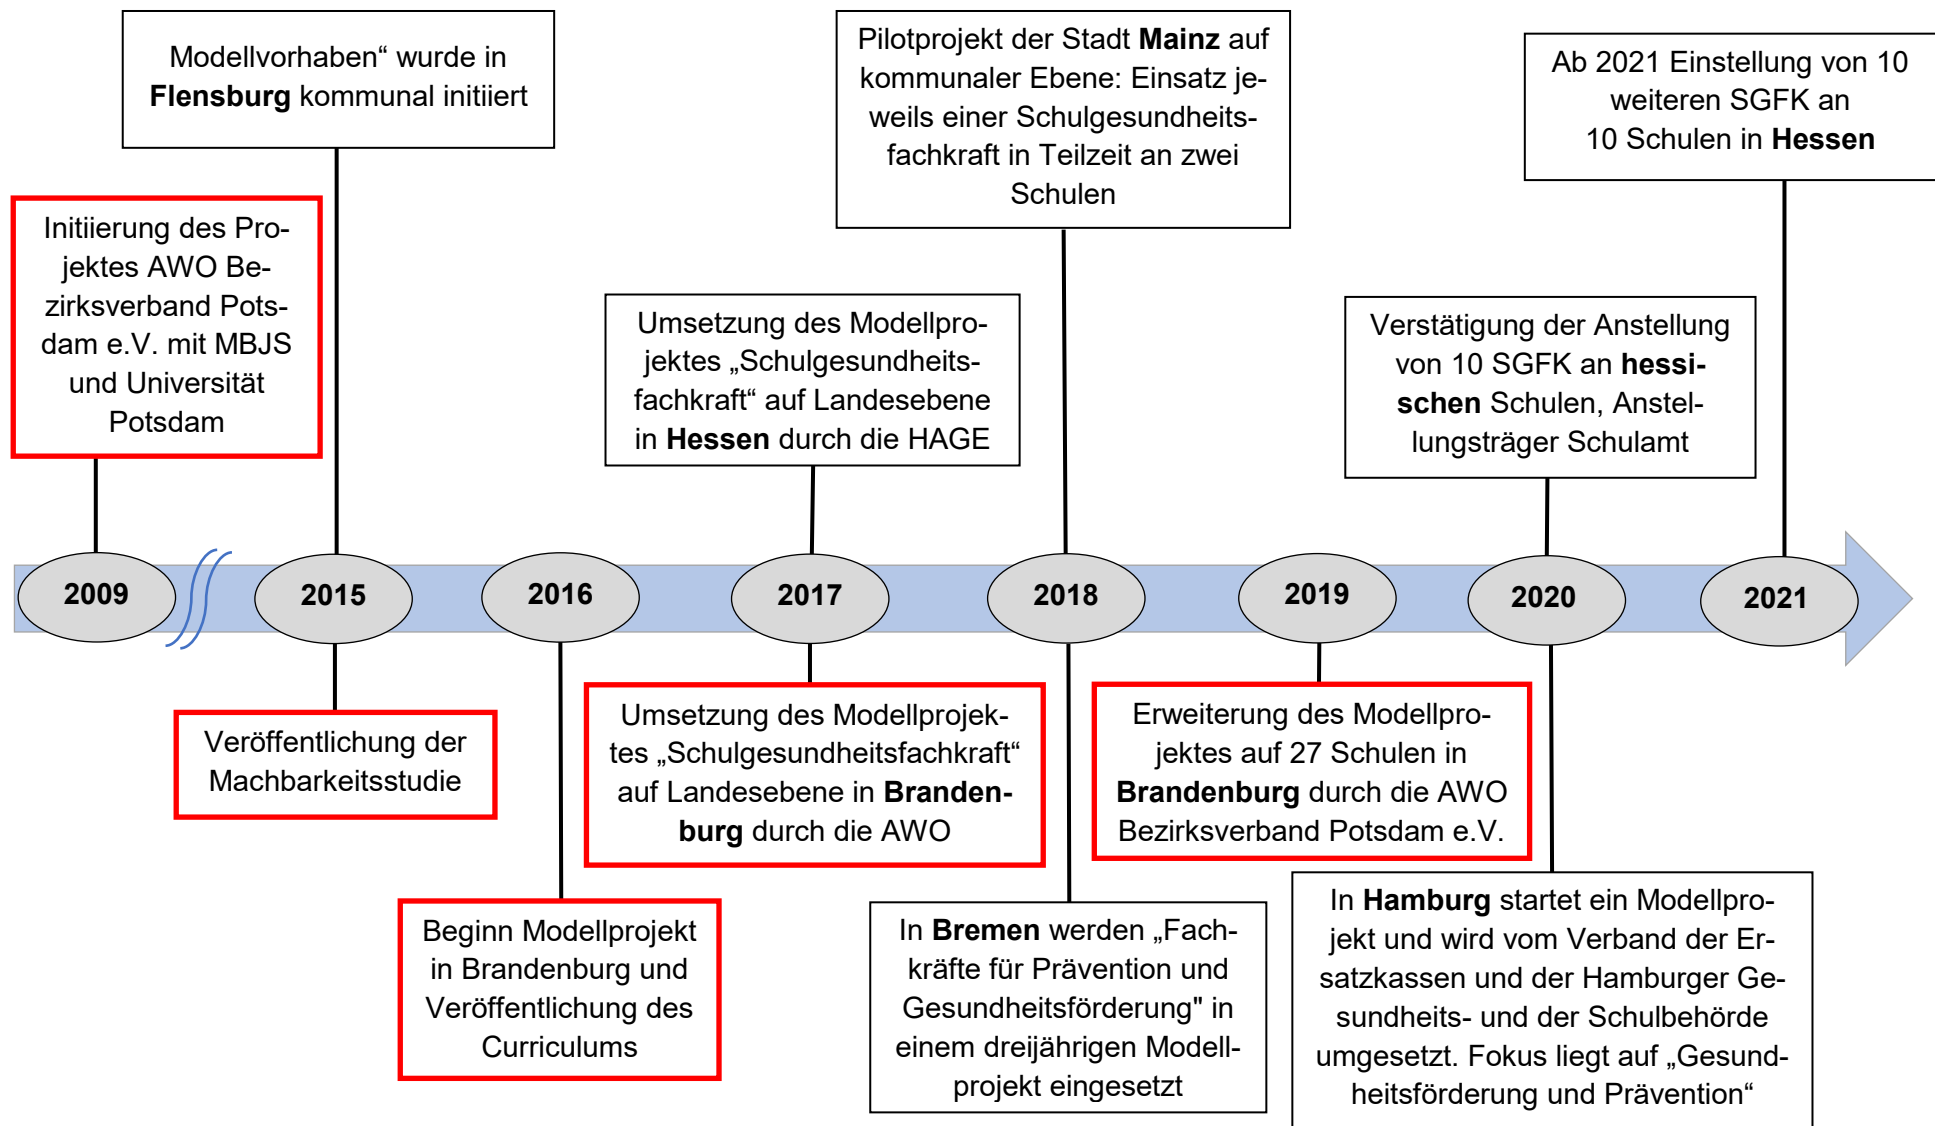 Modellvorhaben“ wurde in
Flensburg kommunal initiiert
Pilotprojekt der Stadt Mainz auf
kommunaler Ebene: Einsatz je-
weils einer Schulgesundheits-
fachkraft in Teilzeit an zwei
Schulen
Ab 2021 Einstellung von 10
weiteren SGFK an
10 Schulen in Hessen
Initiierung des Pro-
jektes AWO Be-
zirksverband Pots-
dam e.V. mit MBJS
und Universität
Potsdam
Umsetzung des Modellpro-
jektes „Schulgesundheits-
fachkraft“ auf Landesebene
in Hessen durch die HAGE
Verstätigung der Anstellung
von 10 SGFK an hessi-
schen Schulen, Anstel-
lungsträger Schulamt
2009
2015
2016
2017
2018
2019
2020
2021
Veröffentlichung der
Machbarkeitsstudie
Umsetzung des Modellprojek-
tes „Schulgesundheitsfachkraft“
auf Landesebene in Branden-
burg durch die AWO
Erweiterung des Modellpro-
jektes auf 27 Schulen in
Brandenburg durch die AWO
Bezirksverband Potsdam e.V.
Beginn Modellprojekt
in Brandenburg und
Veröffentlichung des
Curriculums
In Bremen werden „Fach-
kräfte für Prävention und
Gesundheitsförderung" in
einem dreijährigen Modell-
projekt eingesetzt
In Hamburg startet ein Modellpro-
jekt und wird vom Verband der Er-
satzkassen und der Hamburger Ge-
sundheits- und der Schulbehörde
umgesetzt. Fokus liegt auf „Gesund-
heitsförderung und Prävention“